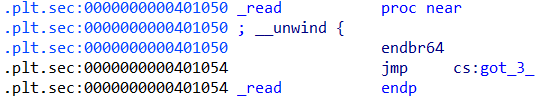 .plt.sec:0000000000401050 _read proc near
.plt.sec:0000000000401050 ; __unwind {
.plt.sec:0000000000401050 endbr64
.plt.sec:0000000000401054 jmp cs:got_3_
.plt.sec:0000000000401054 _read endp